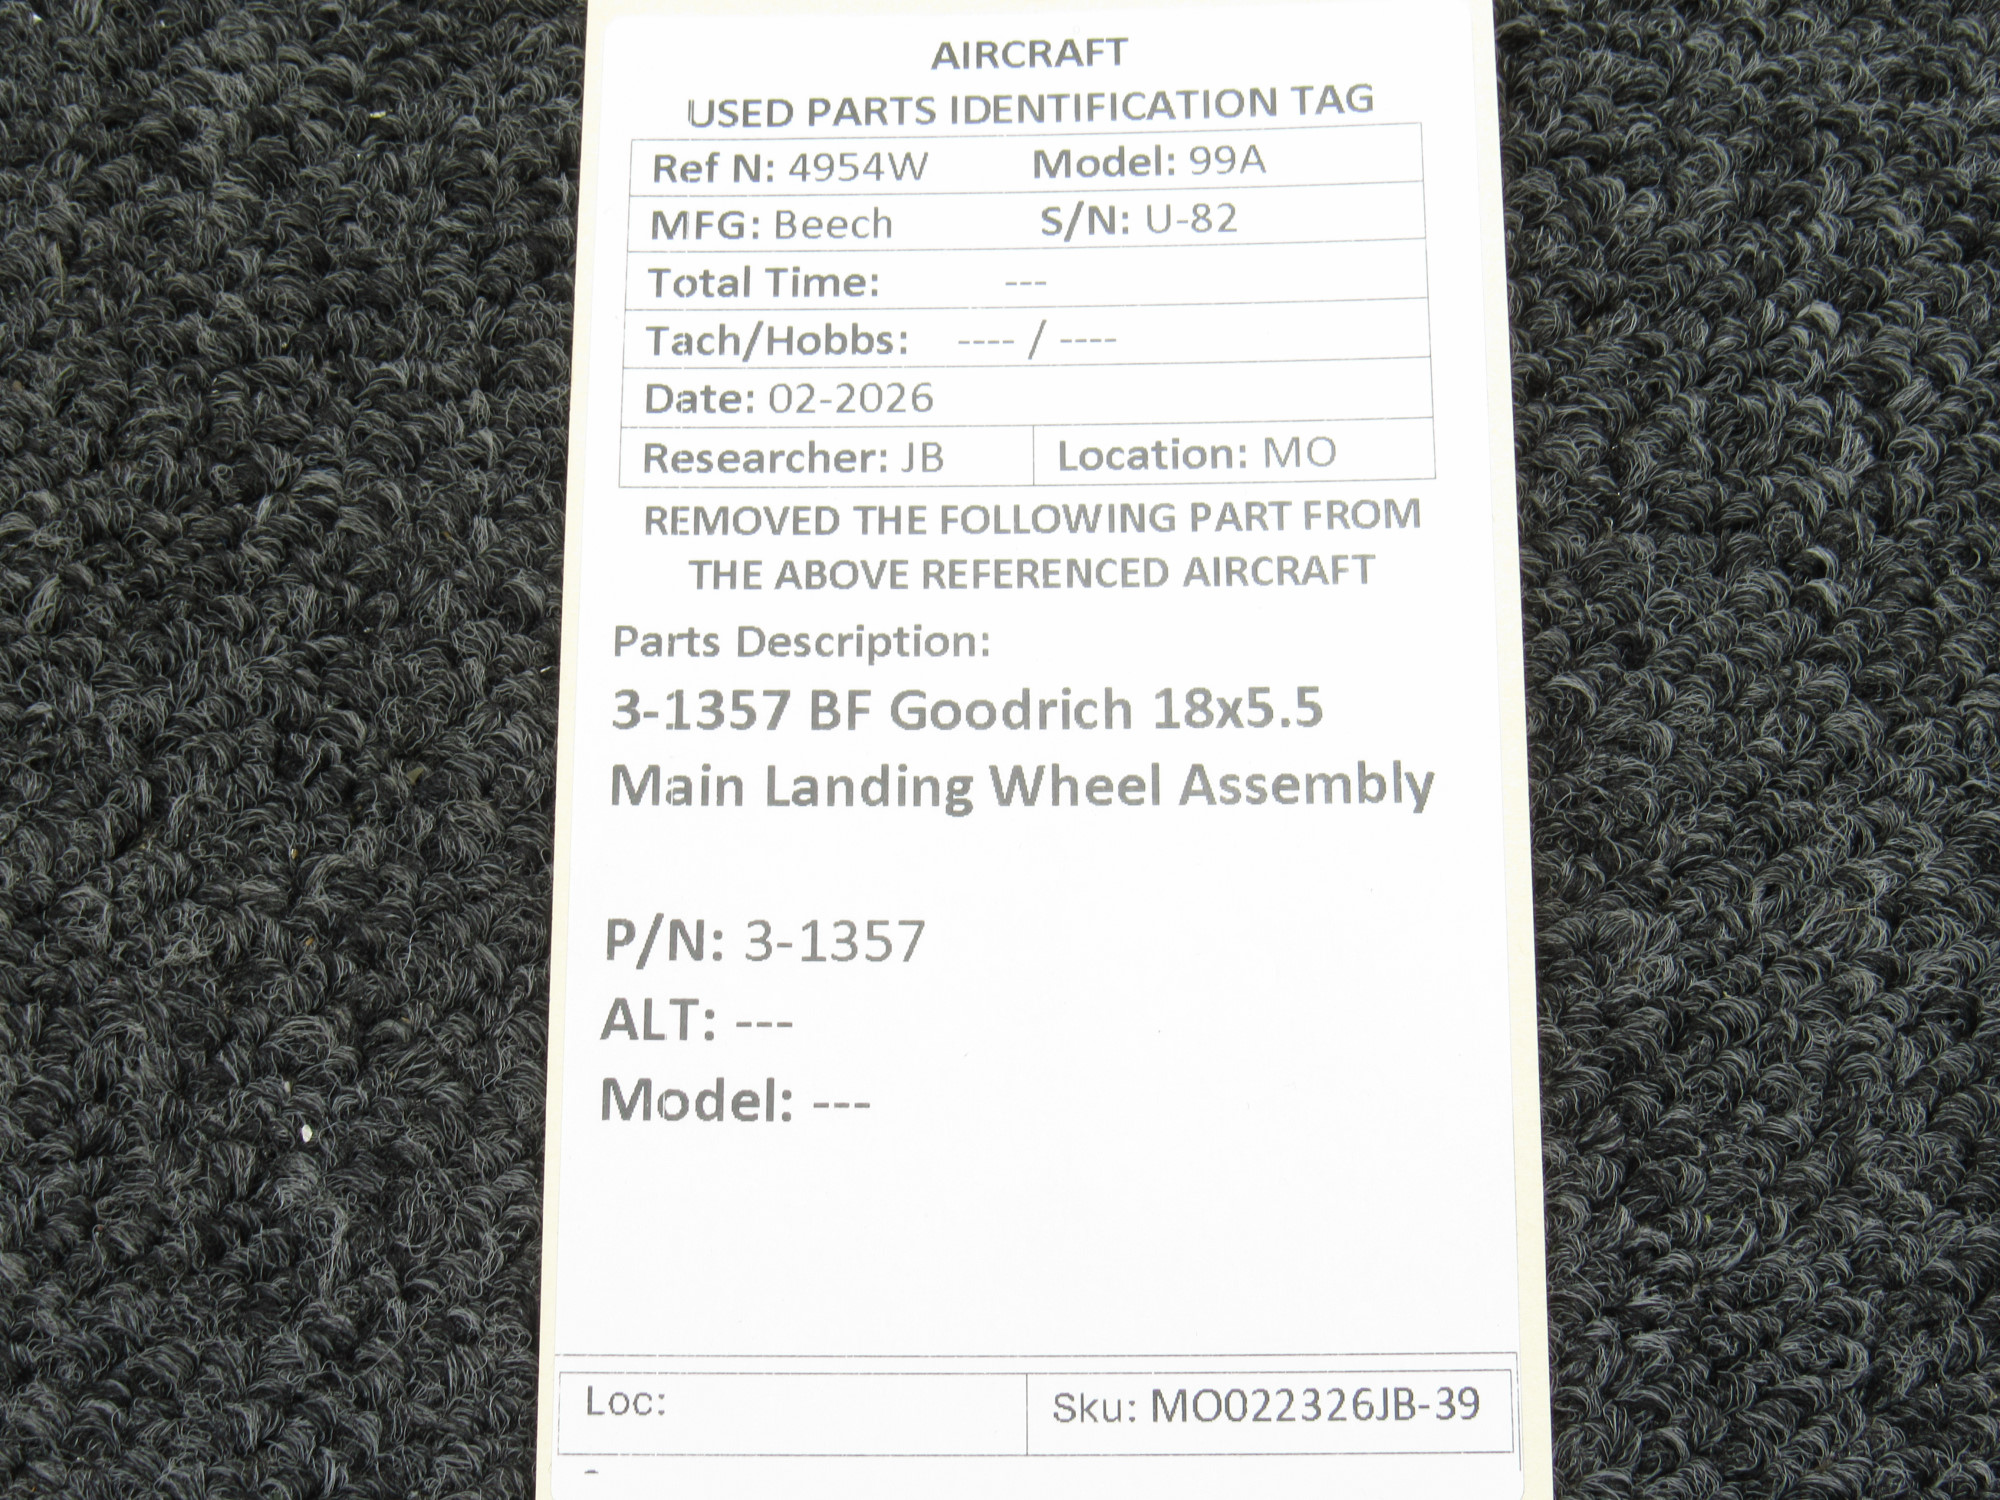 AIRCRAFT
USED PARTS IDENTIFICATION TAG
Ref N: 4954W Model: 99A
MFG: Beech S/N: U-82
Total Time: ---
Tach/Hobbs: ---- / ----
Date: 02-2026
Researcher: JB Location: MO
REMOVED THE FOLLOWING PART FROM
THE ABOVE REFERENCED AIRCRAFT
Parts Description:
3-1357 BF Goodrich 18x5.5
Main Landing Wheel Assembly
P/N: 3-1357
ALT: ---
Model: ---
Loc: Sku: MO022326JB-39